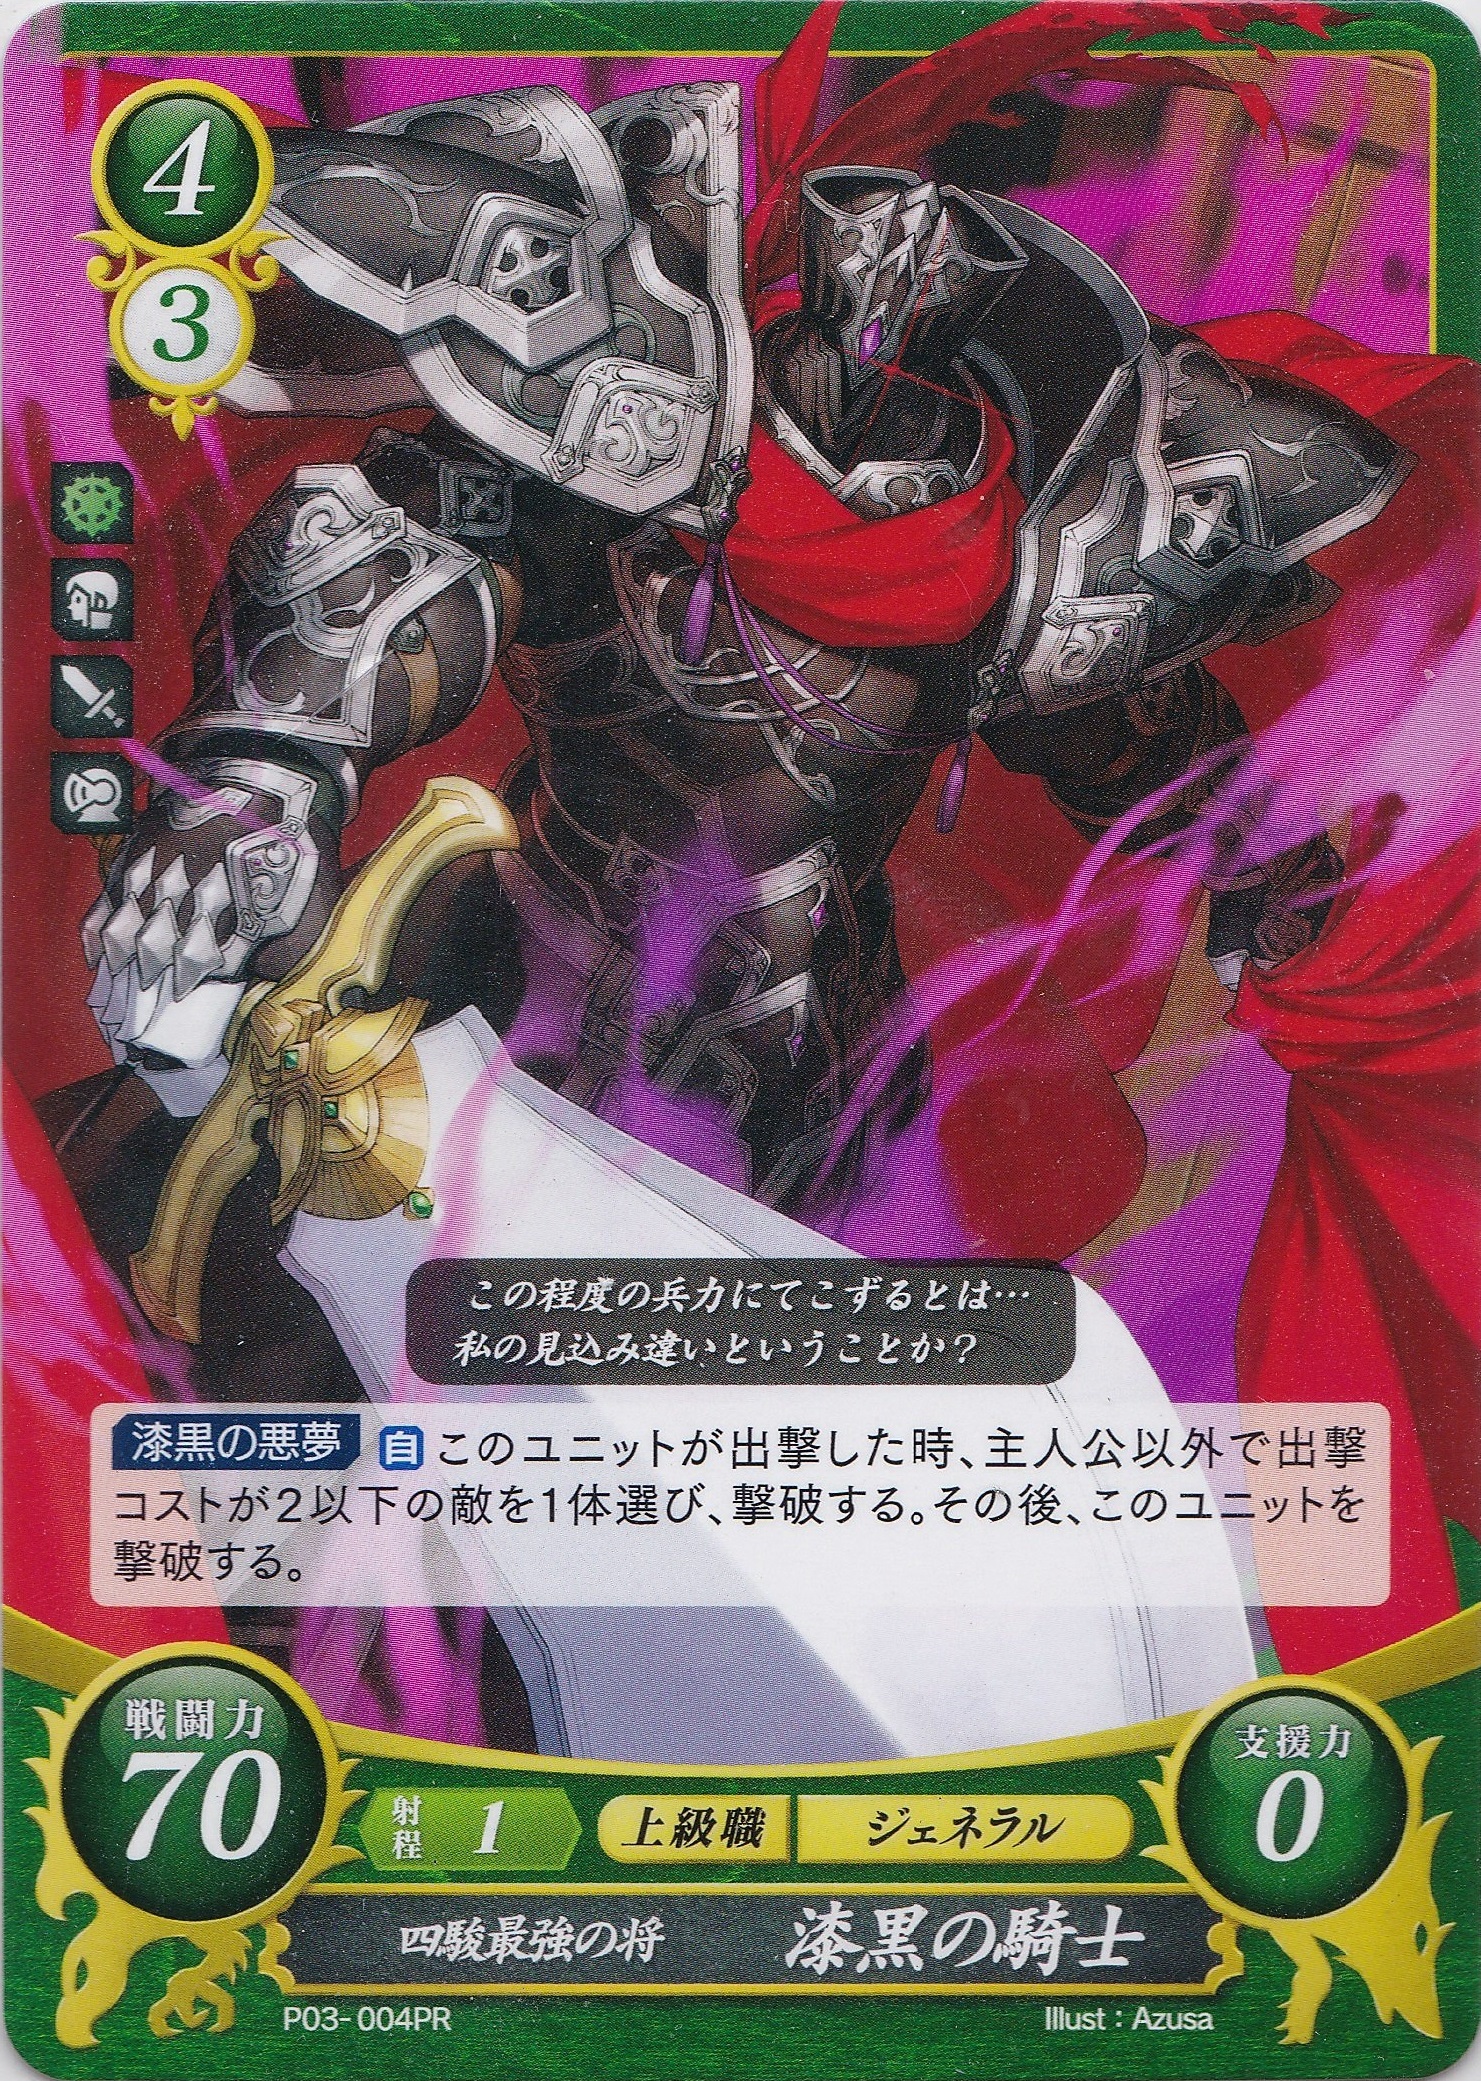 4
3
この程度の兵力にてこずるとは…
私の見込み違いということか?
漆黒の悪夢 自 このユニットが出撃した時、主人公以外で出撃
コストが2以下の敵を1体選び、撃破する。その後、このユニットを
撃破する。
戦闘力
70
射程 1
上級職 ジェネラル
支援力
0
四駿最強の将 漆黒の騎士
P03-004PR
Illust:Azusa